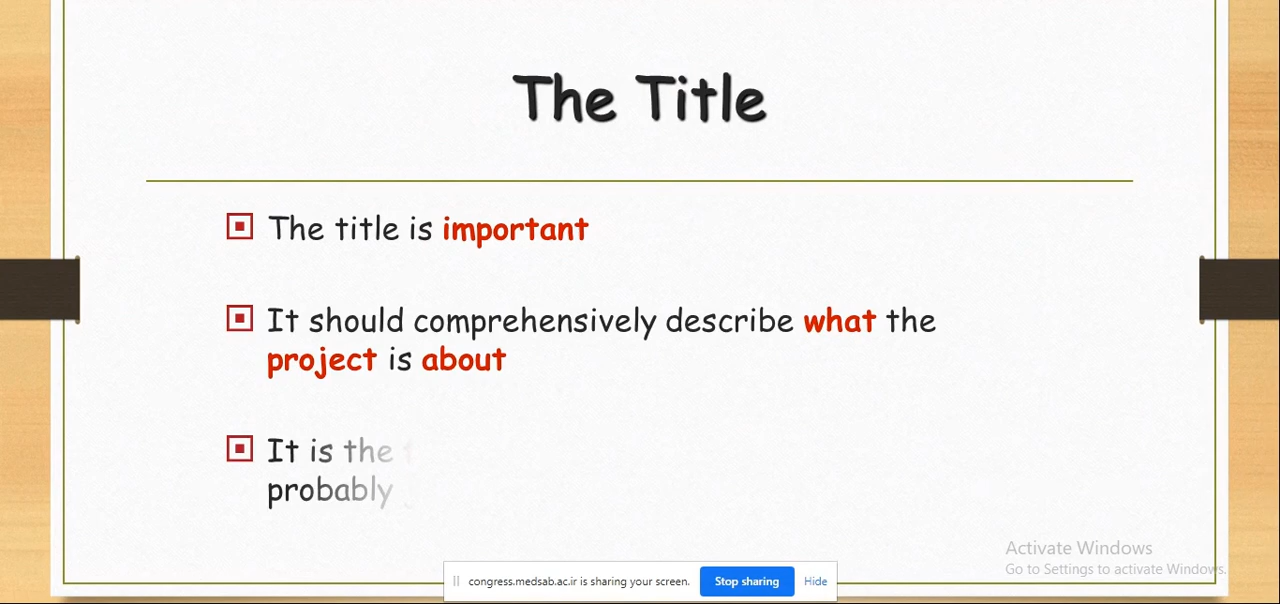 The Title
The title is important
It should comprehensively describe what the
project is about
It is the
probably
Activate Windows
Go to Settings to activate Windows.
congress.medsab.ac.ir is sharing your screen. Stop sharing Hide